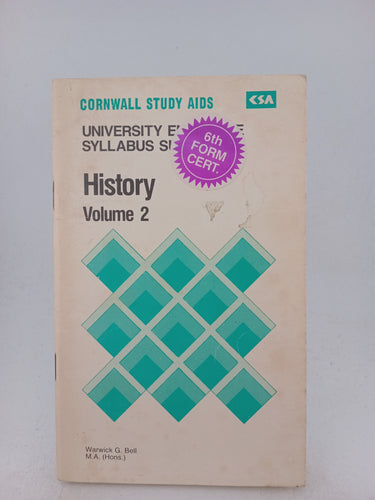 CORNWALL STUDY AIDS CSA
UNIVERSITY
SYLLABUS
6th
FORM
CERT.
History
Volume 2
Warwick G. Bell
M.A. (Hons.)